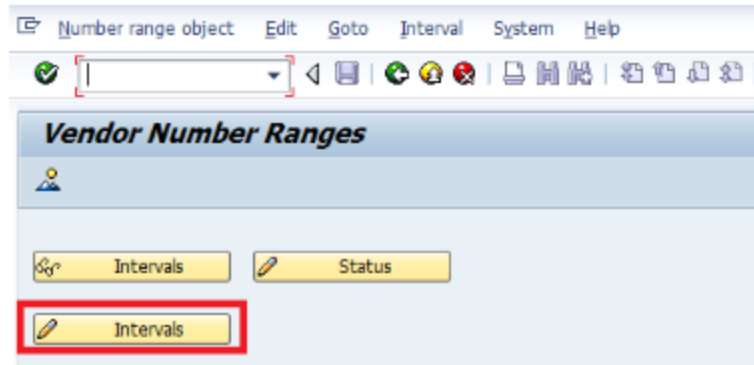 Number range object Edit Goto Interval System Help
Vendor Number Ranges
Intervals Status
Intervals